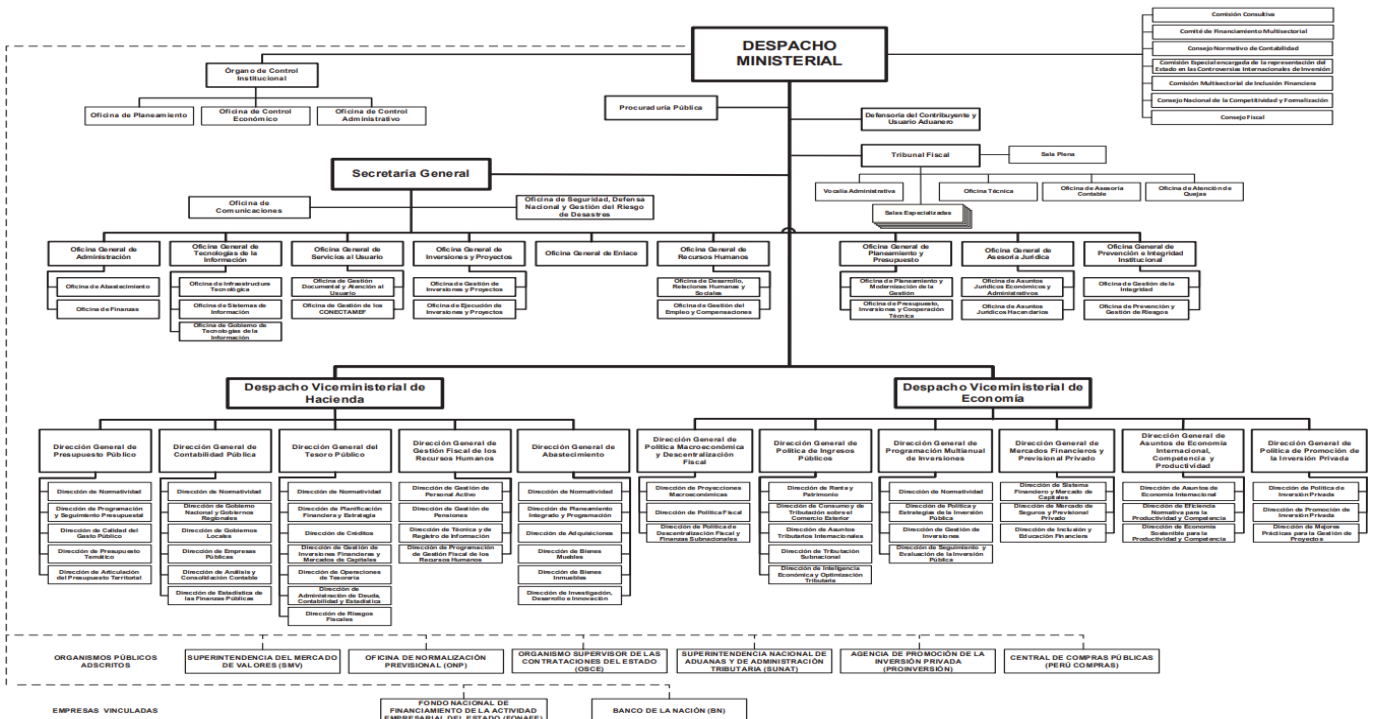 Comisión Consultiva
Comité de Financiamiento Multisectorial
Consejo Normativo de Contabilidad
Comisión Especial encargada de la representación del
Estado en las Controversias Internacionales de Inversión
Comisión Multisectorial de Inclusión Financiera
Consejo Nacional de la Competitividad y Formalización
Consejo Fiscal
DESPACHO
MINISTERIAL
Órgano de Control
Institucional
Oficina de Planeamiento
Oficina de Control
Económico
Oficina de Control
Administrativo
Procuraduría Pública
Defensoría del Contribuyente y
Usuario Aduanero
Tribunal Fiscal
Sala Plena
Vocalía Administrativa
Oficina Técnica
Oficina de Asesoría
Contable
Oficina de Atención de
Quejas
Salas Especializadas
Secretaría General
Oficina de
Comunicaciones
Oficina de Seguridad, Defensa
Nacional y Gestión del Riesgo
de Desastres
Oficina General de
Administración
Oficina de Abastecimiento
Oficina de Finanzas
Oficina General de
Tecnologías de la
Información
Oficina de Infraestructura
Tecnológica
Oficina de Sistemas de
Información
Oficina de Gobierno de
Tecnologías de la
Información
Oficina General de
Servicios al Usuario
Oficina de Gestión
Documental y Atención al
Usuario
Oficina de Gestión de los
CONECTAMEF
Oficina General de
Inversiones y Proyectos
Oficina de Gestión de
Inversiones y Proyectos
Oficina de Ejecución de
Inversiones y Proyectos
Oficina General de Enlace
Oficina General de
Recursos Humanos
Oficina de Desarrollo,
Relaciones Humanas y
Sociales
Oficina de Gestión del
Empleo y Compensaciones
Oficina General de
Planeamiento y
Presupuesto
Oficina de Planeamiento y
Modernización de la
Gestión
Oficina de Presupuesto,
Inversiones y Cooperación
Técnica
Oficina General de
Asesoría Jurídica
Oficina de Asuntos
Jurídicos Económicos y
Administrativos
Oficina de Asuntos
Jurídicos Hacendarios
Oficina General de
Prevención e Integridad
Institucional
Oficina de Gestión de la
Integridad
Oficina de Prevención y
Gestión de Riesgos
Despacho Viceministerial de
Hacienda
Despacho Viceministerial de
Economía
Dirección General de
Presupuesto Público
Dirección de Normatividad
Dirección de Programación
y Seguimiento Presupuestal
Dirección de Calidad del
Gasto Público
Dirección de Presupuesto
Temático
Dirección de Articulación
del Presupuesto Territorial
Dirección General de
Contabilidad Pública
Dirección de Normatividad
Dirección de Gobierno
Nacional y Gobiernos
Regionales
Dirección de Gobiernos
Locales
Dirección de Empresas
Públicas
Dirección de Análisis y
Consolidación Contable
Dirección de Estadística de
las Finanzas Públicas
Dirección General del
Tesoro Público
Dirección de Normatividad
Dirección de Planificación
Financiera y Estrategia
Dirección de Créditos
Dirección de Gestión de
Inversiones Financieras y
Mercados de Capitales
Dirección de Operaciones
de Tesorería
Dirección de
Administración de Deuda,
Contabilidad y Estadística
Dirección de Riesgos
Fiscales
Dirección General de
Gestión Fiscal de los
Recursos Humanos
Dirección de Gestión de
Personal Activo
Dirección de Gestión de
Pensiones
Dirección de Técnica y de
Registro de Información
Dirección de Programación
de Gestión Fiscal de los
Recursos Humanos
Dirección General de
Abastecimiento
Dirección de Normatividad
Dirección de Planeamiento
Integrado y Programación
Dirección de Adquisiciones
Dirección de Bienes
Muebles
Dirección de Bienes
Inmuebles
Dirección de Investigación,
Desarrollo e Innovación
Dirección General de
Política Macroeconómica
y Descentralización
Fiscal
Dirección de Proyecciones
Macroeconómicas
Dirección de Política Fiscal
Dirección de Política de
Descentralización Fiscal y
Finanzas Subnacionales
Dirección General de
Política de Ingresos
Públicos
Dirección de Renta y
Patrimonio
Dirección de Consumo y de
Tributación sobre el
Comercio Exterior
Dirección de Asuntos
Tributarios Internacionales
Dirección de Tributación
Subnacional
Dirección de Inteligencia
Económica y Optimización
Tributaria
Dirección General de
Programación Multianual
de Inversiones
Dirección de Normatividad
Dirección de Política y
Estrategias de la Inversión
Pública
Dirección de Gestión de
Inversiones
Dirección de Seguimiento y
Evaluación de la Inversión
Pública
Dirección General de
Mercados Financieros y
Previsional Privado
Dirección de Sistema
Financiero y Mercado de
Capitales
Dirección de Mercado de
Seguros y Previsional
Privado
Dirección de Inclusión y
Educación Financiera
Dirección General de
Asuntos de Economía
Internacional,
Competencia y
Productividad
Dirección de Asuntos de
Economía Internacional
Dirección de Eficiencia
Normativa para la
Productividad y Competencia
Dirección de Economía
Sostenible para la
Productividad y Competencia
Dirección General de
Política de Promoción de
la Inversión Privada
Dirección de Política de
Inversión Privada
Dirección de Promoción de
Inversión Privada
Dirección de Mejores
Prácticas para la Gestión de
Proyectos
ORGANISMOS PÚBLICOS
ADSCRITOS
SUPERINTENDENCIA DEL MERCADO
DE VALORES (SMV)
OFICINA DE NORMALIZACIÓN
PREVISIONAL (ONP)
ORGANISMO SUPERVISOR DE LAS
CONTRATACIONES DEL ESTADO
(OSCE)
SUPERINTENDENCIA NACIONAL DE
ADUANAS Y DE ADMINISTRACIÓN
TRIBUTARIA (SUNAT)
AGENCIA DE PROMOCIÓN DE LA
INVERSIÓN PRIVADA
(PROINVERSIÓN)
CENTRAL DE COMPRAS PÚBLICAS
(PERÚ COMPRAS)
EMPRESAS VINCULADAS
FONDO NACIONAL DE
FINANCIAMIENTO DE LA ACTIVIDAD
EMPRESARIAL DEL ESTADO (FONAFE)
BANCO DE LA NACIÓN (BN)